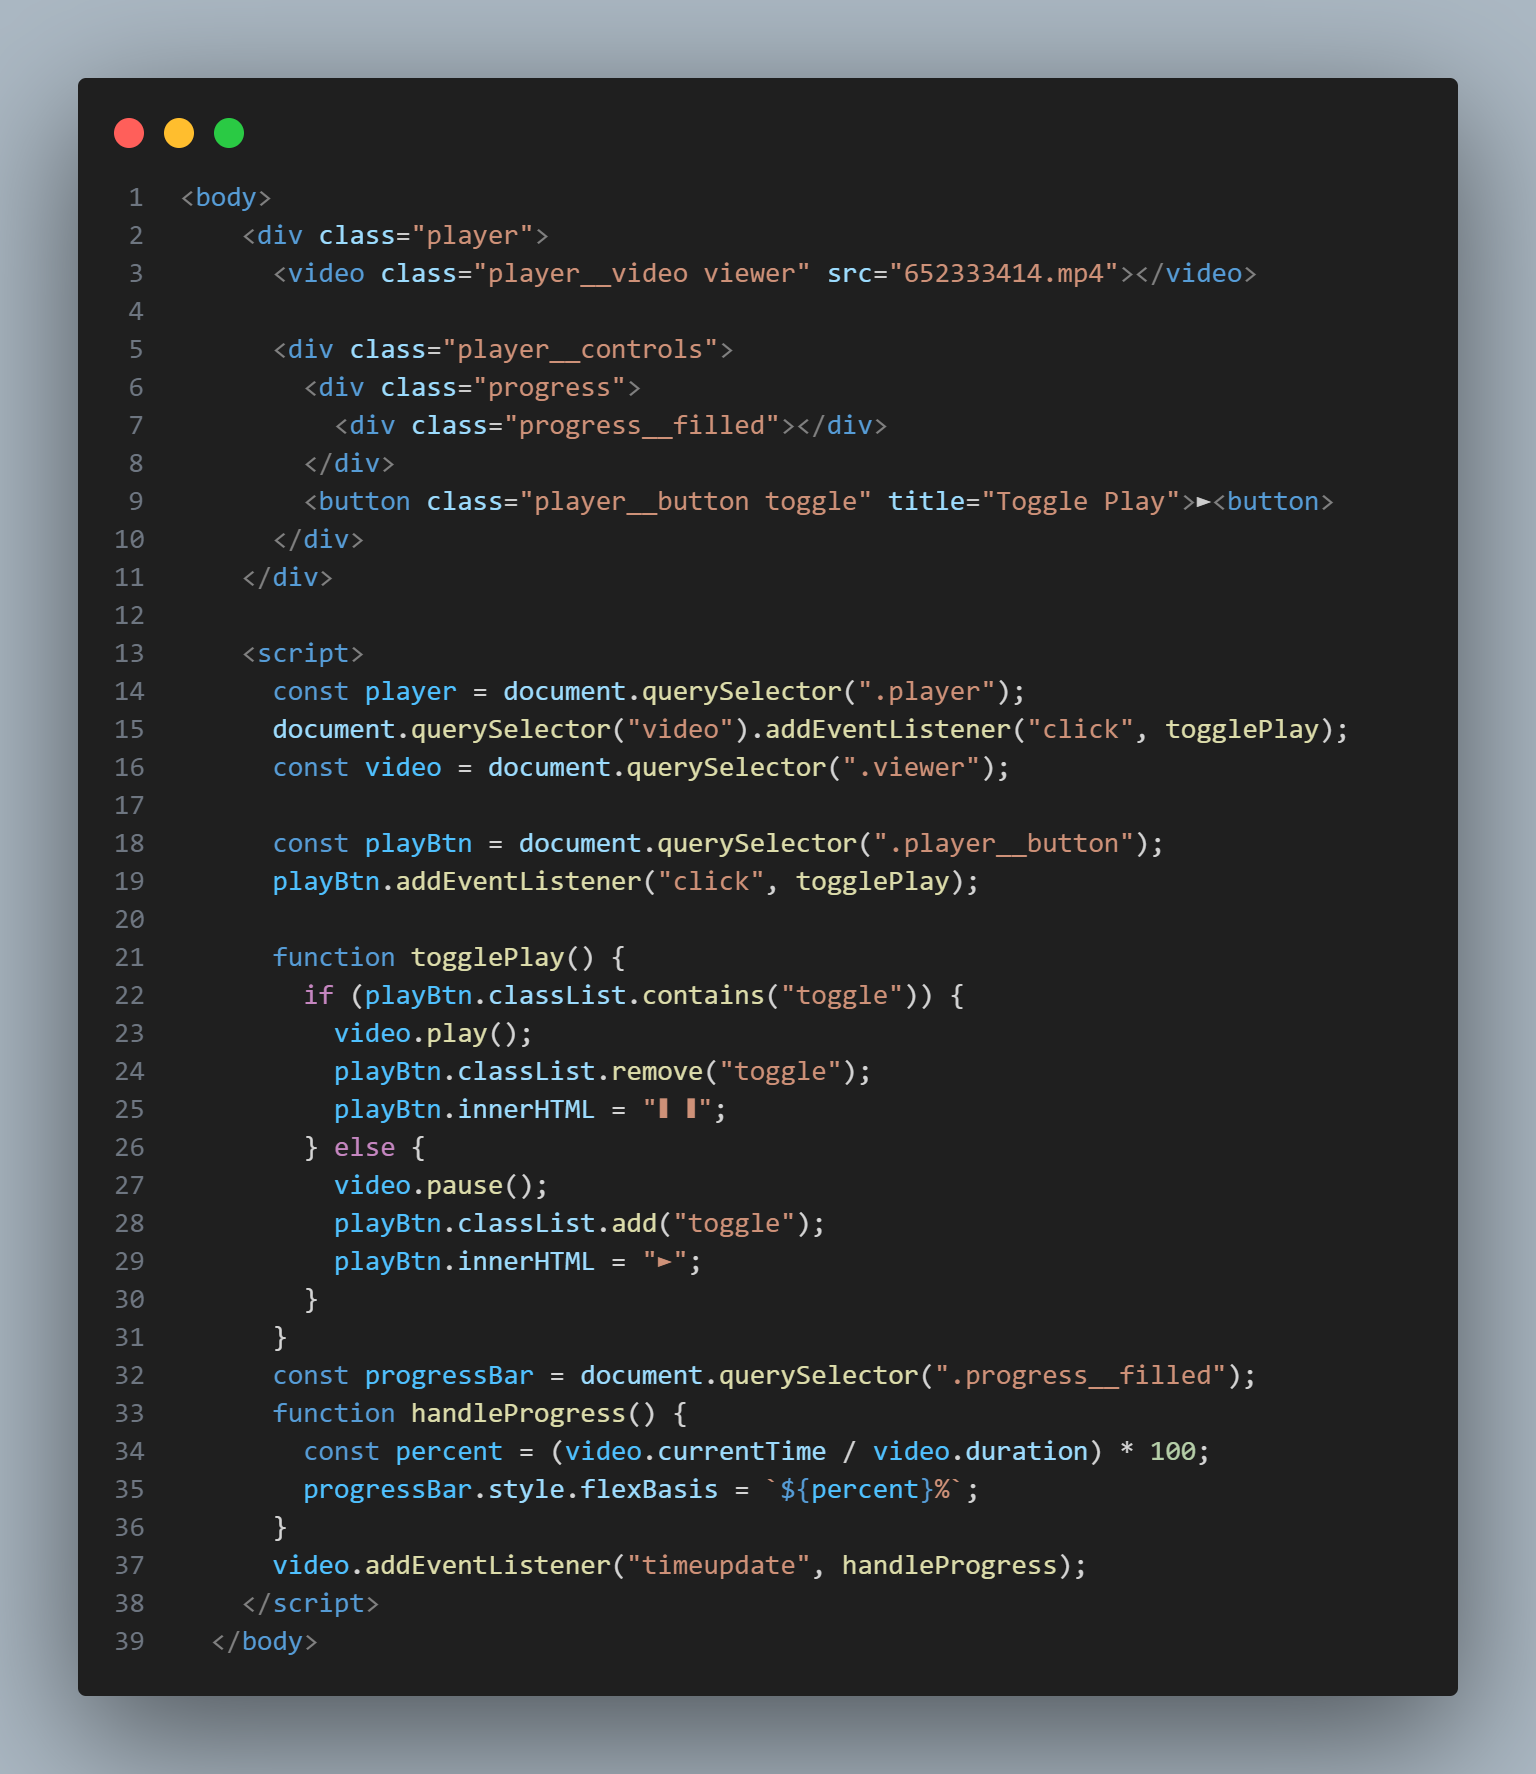 1 <body>
2     <div class="player">
3       <video class="player__video viewer" src="652333414.mp4"></video>
4
5       <div class="player__controls">
6         <div class="progress">
7           <div class="progress__filled"></div>
8         </div>
9         <button class="player__button toggle" title="Toggle Play">►<button>
10       </div>
11     </div>
12
13     <script>
14       const player = document.querySelector(".player");
15       document.querySelector("video").addEventListener("click", togglePlay);
16       const video = document.querySelector(".viewer");
17
18       const playBtn = document.querySelector(".player__button");
19       playBtn.addEventListener("click", togglePlay);
20
21       function togglePlay() {
22         if (playBtn.classList.contains("toggle")) {
23           video.play();
24           playBtn.classList.remove("toggle");
25           playBtn.innerHTML = "❚ ❚";
26         } else {
27           video.pause();
28           playBtn.classList.add("toggle");
29           playBtn.innerHTML = "►";
30         }
31       }
32       const progressBar = document.querySelector(".progress__filled");
33       function handleProgress() {
34         const percent = (video.currentTime / video.duration) * 100;
35         progressBar.style.flexBasis = `${percent}%`;
36       }
37       video.addEventListener("timeupdate", handleProgress);
38     </script>
39   </body>